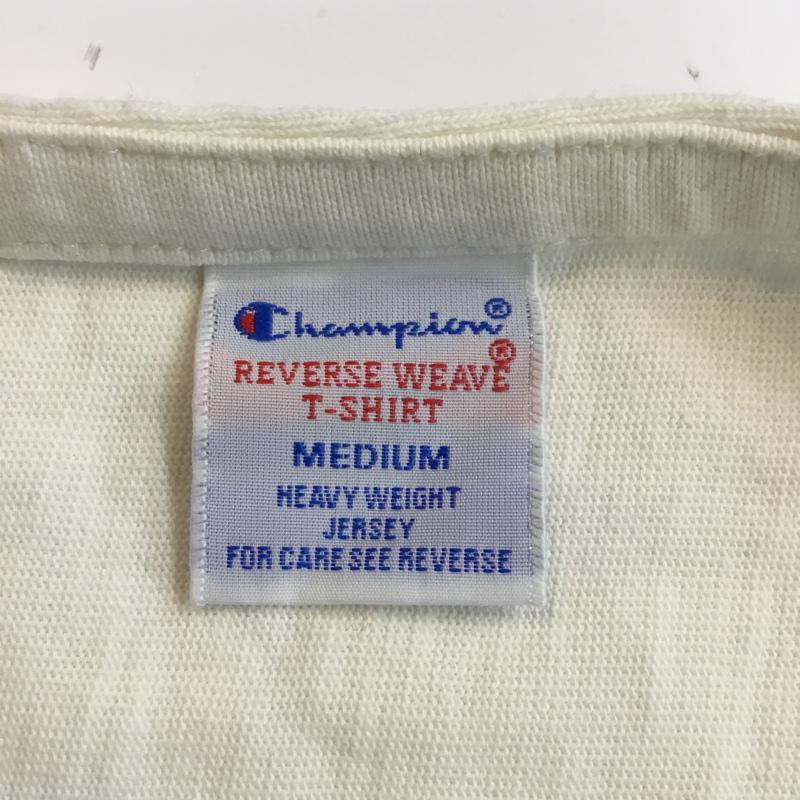 Champion®
REVERSE WEAVE®
T-SHIRT
MEDIUM
HEAVY WEIGHT
JERSEY
FOR CARE SEE REVERSE